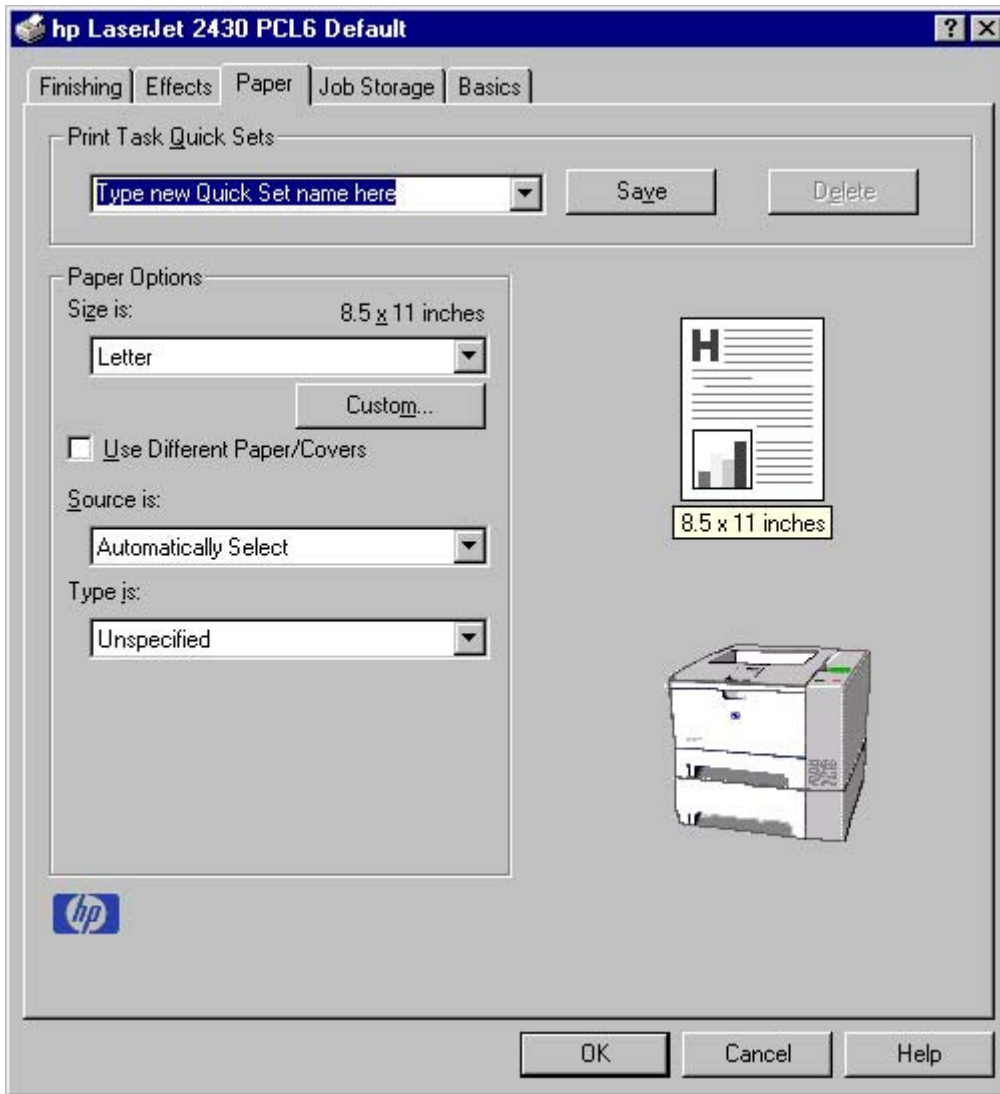 hp LaserJet 2430 PCL6 Default
Finishing Effects Paper Job Storage Basics
Print Task Quick Sets
Type new Quick Set name here Save Delete
Paper Options
Size is: 8.5 x 11 inches
Letter
Custom...
Use Different Paper/Covers
Source is:
Automatically Select
Type is:
Unspecified
H
8.5 x 11 inches
hp
OK Cancel Help